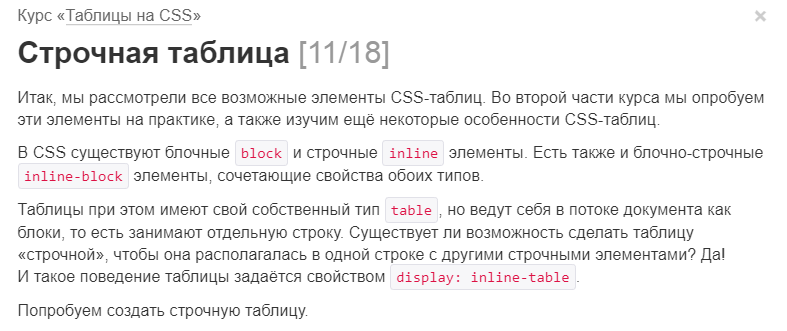 Курс «Таблицы на CSS»
×
Строчная таблица [11/18]
Итак, мы рассмотрели все возможные элементы CSS-таблиц. Во второй части курса мы опробуем
эти элементы на практике, а также изучим ещё некоторые особенности CSS-таблиц.
В CSS существуют блочные block и строчные inline элементы. Есть также и блочно-строчные
inline-block элементы, сочетающие свойства обоих типов.
Таблицы при этом имеют свой собственный тип table, но ведут себя в потоке документа как
блоки, то есть занимают отдельную строку. Существует ли возможность сделать таблицу
«строчной», чтобы она располагалась в одной строке с другими строчными элементами? Да!
И такое поведение таблицы задаётся свойством display: inline-table.
Попробуем создать строчную таблицу.